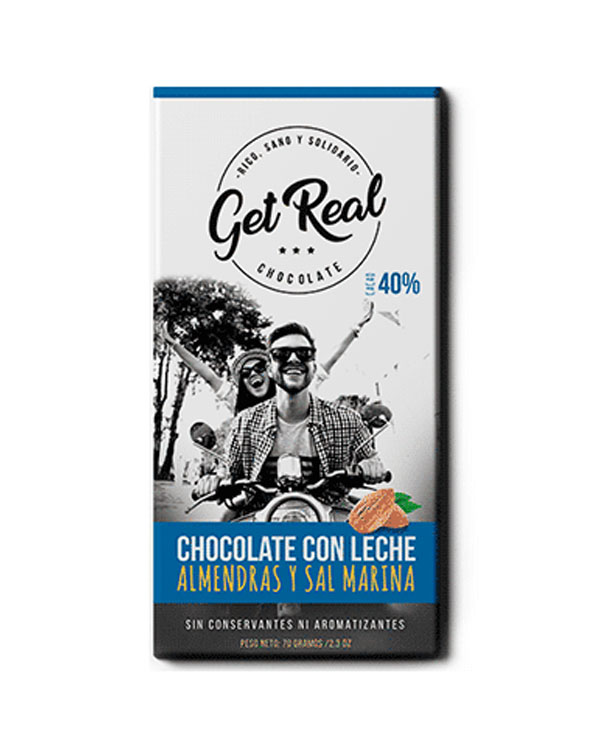 ·RICO, SANO Y SOLIDARIO·
Get Real
CHOCOLATE
CACAO 40%
CHOCOLATE CON LECHE
ALMENDRAS Y SAL MARINA
SIN CONSERVANTES NI AROMATIZANTES
PESO NETO: 70 GRAMOS /2.3 OZ